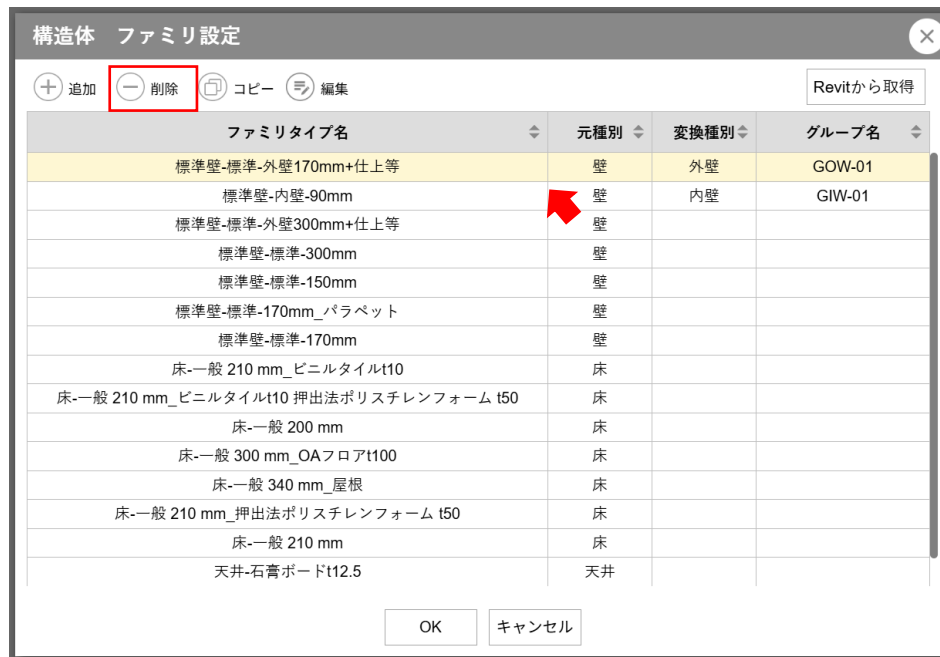 構造体　ファミリ設定
追加 削除 コピー 編集 Revitから取得
ファミリタイプ名 元種別 変換種別 グループ名
標準壁-標準-外壁170mm+仕上等 壁 外壁 GOW-01
標準壁-内壁-90mm 壁 内壁 GIW-01
標準壁-標準-外壁300mm+仕上等 壁
標準壁-標準-300mm 壁
標準壁-標準-150mm 壁
標準壁-標準-170mm_パラペット 壁
標準壁-標準-170mm 壁
床-一般 210 mm_ビニルタイルt10 床
床-一般 210 mm_ビニルタイルt10 押出法ポリスチレンフォーム t50 床
床-一般 200 mm 床
床-一般 300 mm_OAフロアt100 床
床-一般 340 mm_屋根 床
床-一般 210 mm_押出法ポリスチレンフォーム t50 床
床-一般 210 mm 床
天井-石膏ボードt12.5 天井
OK キャンセル